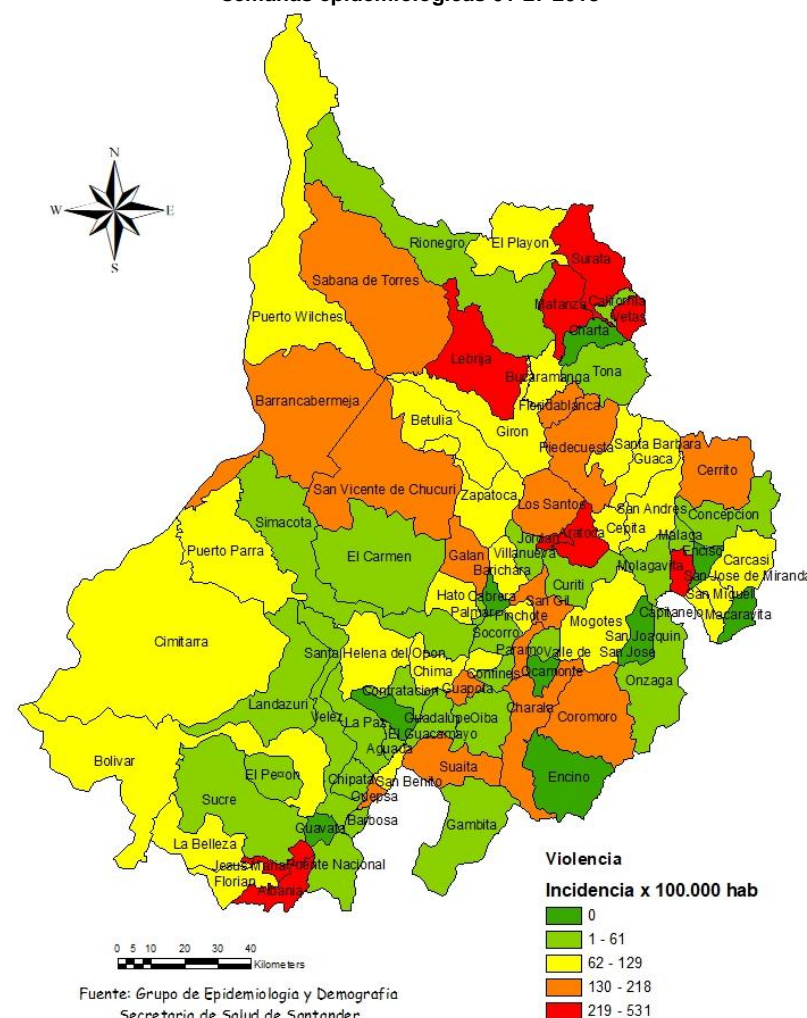 semanas epidemiológicas 01-27 2015
N
W E
S
Rionegro
El Playon
Surata
Sabana de Torres
Matanza
California
Vetas
Puerto Wilches
Charta
Lebrija
Tona
Bucaramanga
Barrancabermeja
Floridablanca
Betulia
Giron
Piedecuesta
Santa Barbara
Guaca
Cerrito
San Vicente de Chucuri
Zapatoca
Los Santos
San Andres
Concepcion
Simacota
Aratoca
Cepita
Malaga
Jordan
Puerto Parra
El Carmen
Galan
Villanueva
Enciso
Carcasi
Barichara
Curiti
Molagavita
San Jose de Miranda
Hato
Cabrera
San Gil
San Miguel
Palmar
Pinchote
Mogotes
Capitanejo
Macaravita
Cimitarra
Socorro
San Joaquin
Santa Helena del Opon
Paramo
Valle de San Jose
Chima
Confines
Ocamonte
Onzaga
Contratacion
Guapota
Landazuri
Velez
La Paz
Guadalupe
Oiba
Charala
Coromoro
El Guacamayo
Aguada
Bolivar
Suaita
El Pe¤on
Chipata
San Benito
Encino
Sucre
Guepsa
Barbosa
Guavata
Gambita
La Belleza
Jesus Maria
Puente Nacional
Florian
Albania
Violencia
Incidencia x 100.000 hab
0
1 - 61
62 - 129
130 - 218
219 - 531
0 5 10 20 30 40
Kilometers
Fuente: Grupo de Epidemiologia y Demografia
Secretaria de Salud de Santander